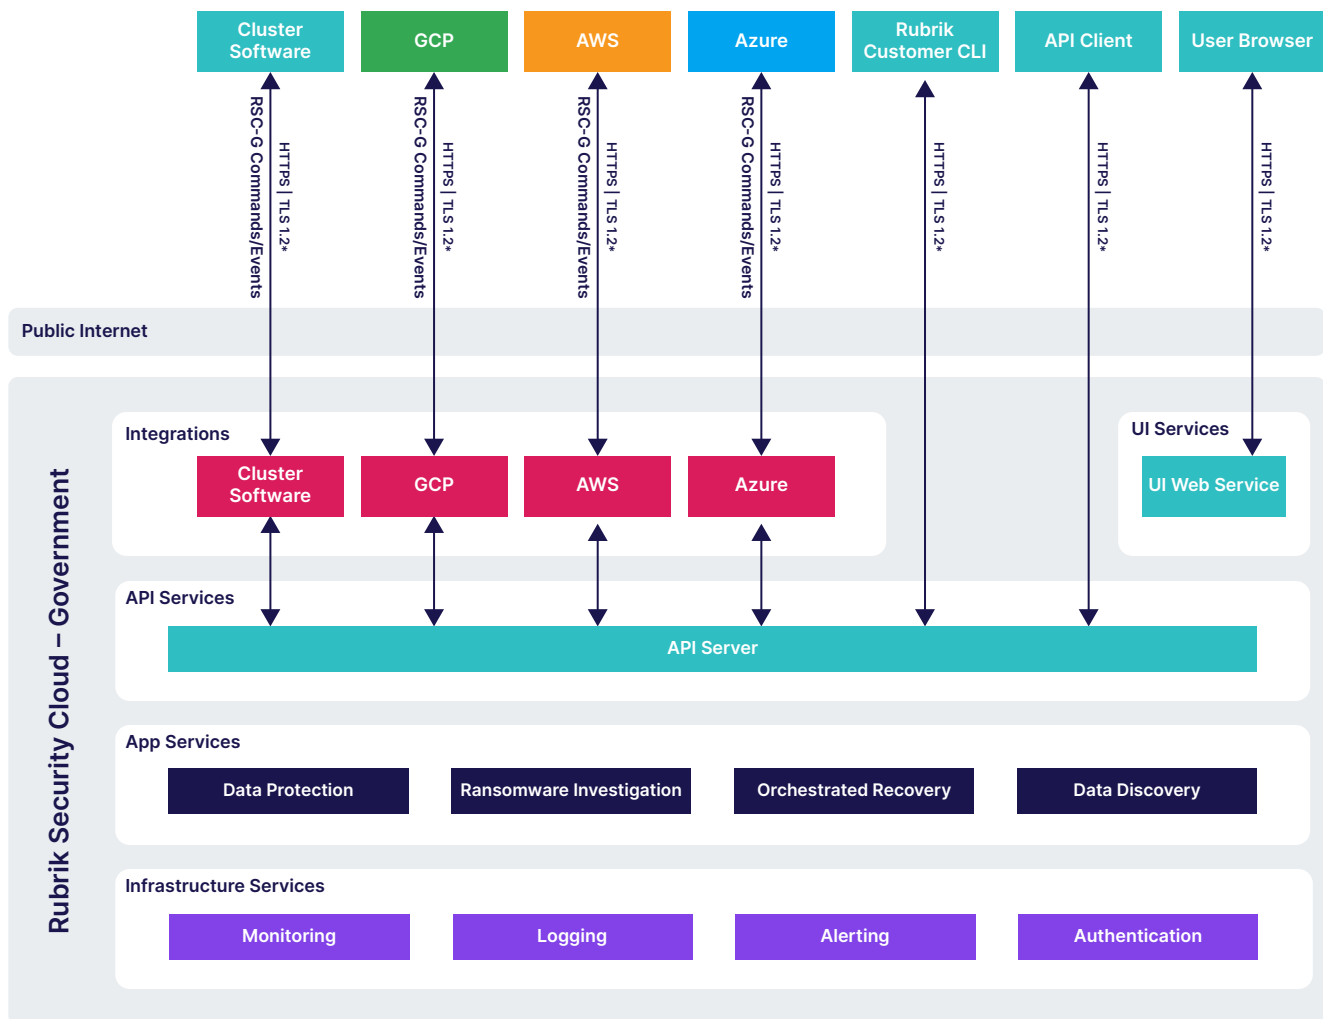 Cluster
Software
GCP
AWS
Azure
Rubrik
Customer CLI
API Client
User Browser
RSC-G Commands/Events
HTTPS | TLS 1.2*
RSC-G Commands/Events
HTTPS | TLS 1.2*
RSC-G Commands/Events
HTTPS | TLS 1.2*
RSC-G Commands/Events
HTTPS | TLS 1.2*
HTTPS | TLS 1.2*
HTTPS | TLS 1.2*
HTTPS | TLS 1.2*
Public Internet
Rubrik Security Cloud – Government
Integrations
Cluster
Software
GCP
AWS
Azure
UI Services
UI Web Service
API Services
API Server
App Services
Data Protection
Ransomware Investigation
Orchestrated Recovery
Data Discovery
Infrastructure Services
Monitoring
Logging
Alerting
Authentication